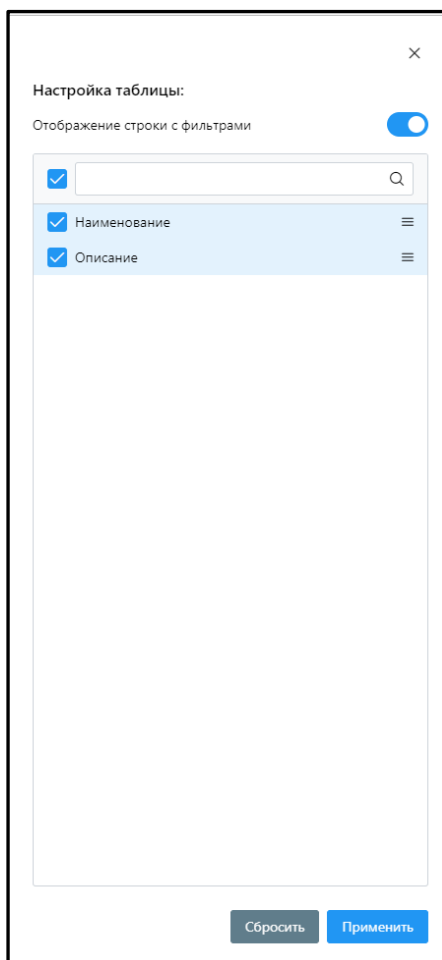 Настройка таблицы:
Отображение строки с фильтрами
Наименование
Описание
Сбросить Применить